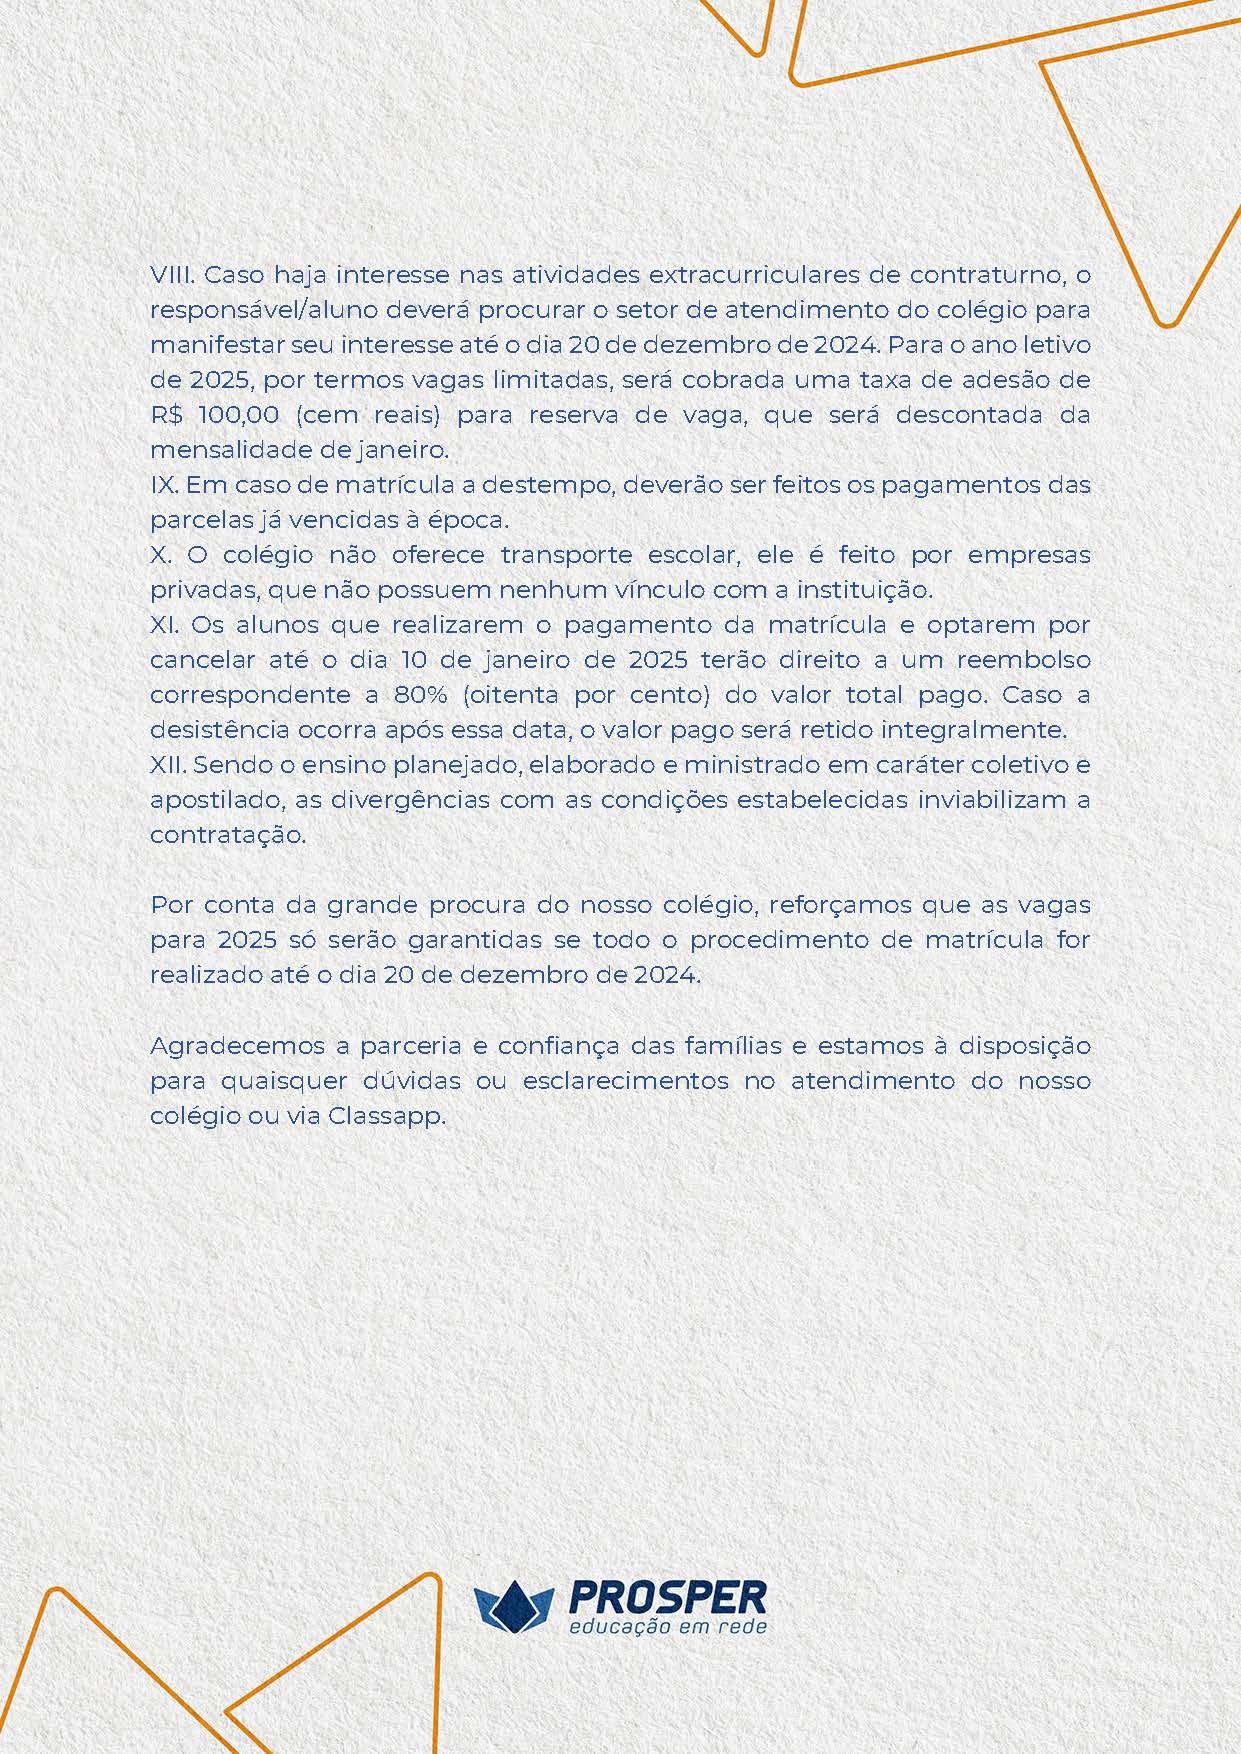 VIII. Caso haja interesse nas atividades extracurriculares de contraturno, o
responsável/aluno deverá procurar o setor de atendimento do colégio para
manifestar seu interesse até o dia 20 de dezembro de 2024. Para o ano letivo
de 2025, por termos vagas limitadas, será cobrada uma taxa de adesão de
R$ 100,00 (cem reais) para reserva de vaga, que será descontada da
mensalidade de janeiro.
IX. Em caso de matrícula a destempo, deverão ser feitos os pagamentos das
parcelas já vencidas à época.
X. O colégio não oferece transporte escolar, ele é feito por empresas
privadas, que não possuem nenhum vínculo com a instituição.
XI. Os alunos que realizarem o pagamento da matrícula e optarem por
cancelar até o dia 10 de janeiro de 2025 terão direito a um reembolso
correspondente a 80% (oitenta por cento) do valor total pago. Caso a
desistência ocorra após essa data, o valor pago será retido integralmente.
XII. Sendo o ensino planejado, elaborado e ministrado em caráter coletivo e
apostilado, as divergências com as condições estabelecidas inviabilizam a
contratação.
Por conta da grande procura do nosso colégio, reforçamos que as vagas
para 2025 só serão garantidas se todo o procedimento de matrícula for
realizado até o dia 20 de dezembro de 2024.
Agradecemos a parceria e confiança das famílias e estamos à disposição
para quaisquer dúvidas ou esclarecimentos no atendimento do nosso
colégio ou via Classapp.
PROSPER
educação em rede